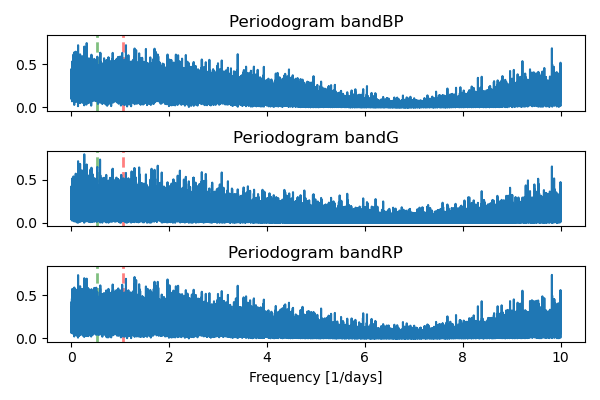 Periodogram bandBP
0.5
0.0
Periodogram bandG
0.5
0.0
Periodogram bandRP
0.5
0.0
0 2 4 6 8 10
Frequency [1/days]